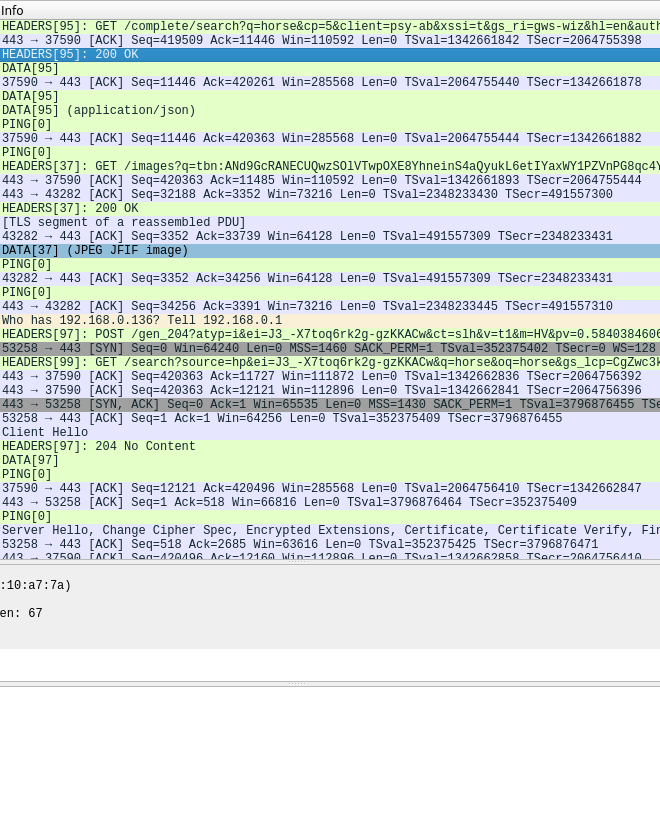 Info
HEADERS[95]: GET /complete/search?q=horse&cp=5&client=psy-ab&xssi=t&gs_ri=gws-wiz&hl=en&auth
443 → 37590 [ACK] Seq=419509 Ack=11446 Win=110592 Len=0 TSval=1342661842 TSecr=2064755398
HEADERS[95]: 200 OK
DATA[95]
37590 → 443 [ACK] Seq=11446 Ack=420261 Win=285568 Len=0 TSval=2064755440 TSecr=1342661878
DATA[95]
DATA[95] (application/json)
PING[0]
37590 → 443 [ACK] Seq=11446 Ack=420363 Win=285568 Len=0 TSval=2064755444 TSecr=1342661882
PING[0]
HEADERS[37]: GET /images?q=tbn:ANd9GcRANECUQwzSOlVTwpOXE8YhneinS4aQyukL6etIYaxWY1PZVnPG8qc4Y
443 → 37590 [ACK] Seq=420363 Ack=11485 Win=110592 Len=0 TSval=1342661893 TSecr=2064755444
443 → 43282 [ACK] Seq=32188 Ack=3352 Win=73216 Len=0 TSval=2348233430 TSecr=491557300
HEADERS[37]: 200 OK
[TLS segment of a reassembled PDU]
43282 → 443 [ACK] Seq=3352 Ack=33739 Win=64128 Len=0 TSval=491557309 TSecr=2348233431
DATA[37] (JPEG JFIF image)
PING[0]
43282 → 443 [ACK] Seq=3352 Ack=34256 Win=64128 Len=0 TSval=491557309 TSecr=2348233431
PING[0]
443 → 43282 [ACK] Seq=34256 Ack=3391 Win=73216 Len=0 TSval=2348233445 TSecr=491557310
Who has 192.168.0.136? Tell 192.168.0.1
HEADERS[97]: POST /gen_204?atyp=i&ei=J3_-X7toq6rk2g-gzKKACw&ct=slh&v=t1&m=HV&pv=0.5840384606
53258 → 443 [SYN] Seq=0 Win=64240 Len=0 MSS=1460 SACK_PERM=1 TSval=352375402 TSecr=0 WS=128
HEADERS[99]: GET /search?source=hp&ei=J3_-X7toq6rk2g-gzKKACw&q=horse&oq=horse&gs_lcp=CgZwc3k
443 → 37590 [ACK] Seq=420363 Ack=11727 Win=111872 Len=0 TSval=1342662836 TSecr=2064756392
443 → 37590 [ACK] Seq=420363 Ack=12121 Win=112896 Len=0 TSval=1342662841 TSecr=2064756396
443 → 53258 [SYN, ACK] Seq=0 Ack=1 Win=65535 Len=0 MSS=1430 SACK_PERM=1 TSval=3796876455 TSe
53258 → 443 [ACK] Seq=1 Ack=1 Win=64256 Len=0 TSval=352375409 TSecr=3796876455
Client Hello
HEADERS[97]: 204 No Content
DATA[97]
PING[0]
37590 → 443 [ACK] Seq=12121 Ack=420496 Win=285568 Len=0 TSval=2064756410 TSecr=1342662847
443 → 53258 [ACK] Seq=1 Ack=518 Win=66816 Len=0 TSval=3796876464 TSecr=352375409
PING[0]
Server Hello, Change Cipher Spec, Encrypted Extensions, Certificate, Certificate Verify, Fin
53258 → 443 [ACK] Seq=518 Ack=2685 Win=63616 Len=0 TSval=352375425 TSecr=3796876471
443 → 37590 [ACK] Seq=420496 Ack=12160 Win=112896 Len=0 TSval=1342662858 TSecr=2064756410
:10:a7:7a)
en: 67